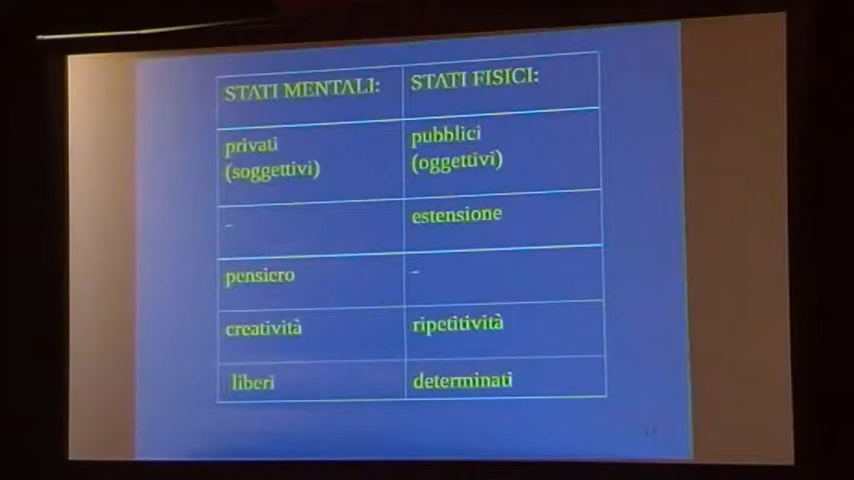 STATI MENTALI:
STATI FISICI:
privati
(soggettivi)
pubblici
(oggettivi)
-
estensione
pensiero
-
creatività
ripetitività
liberi
determinati